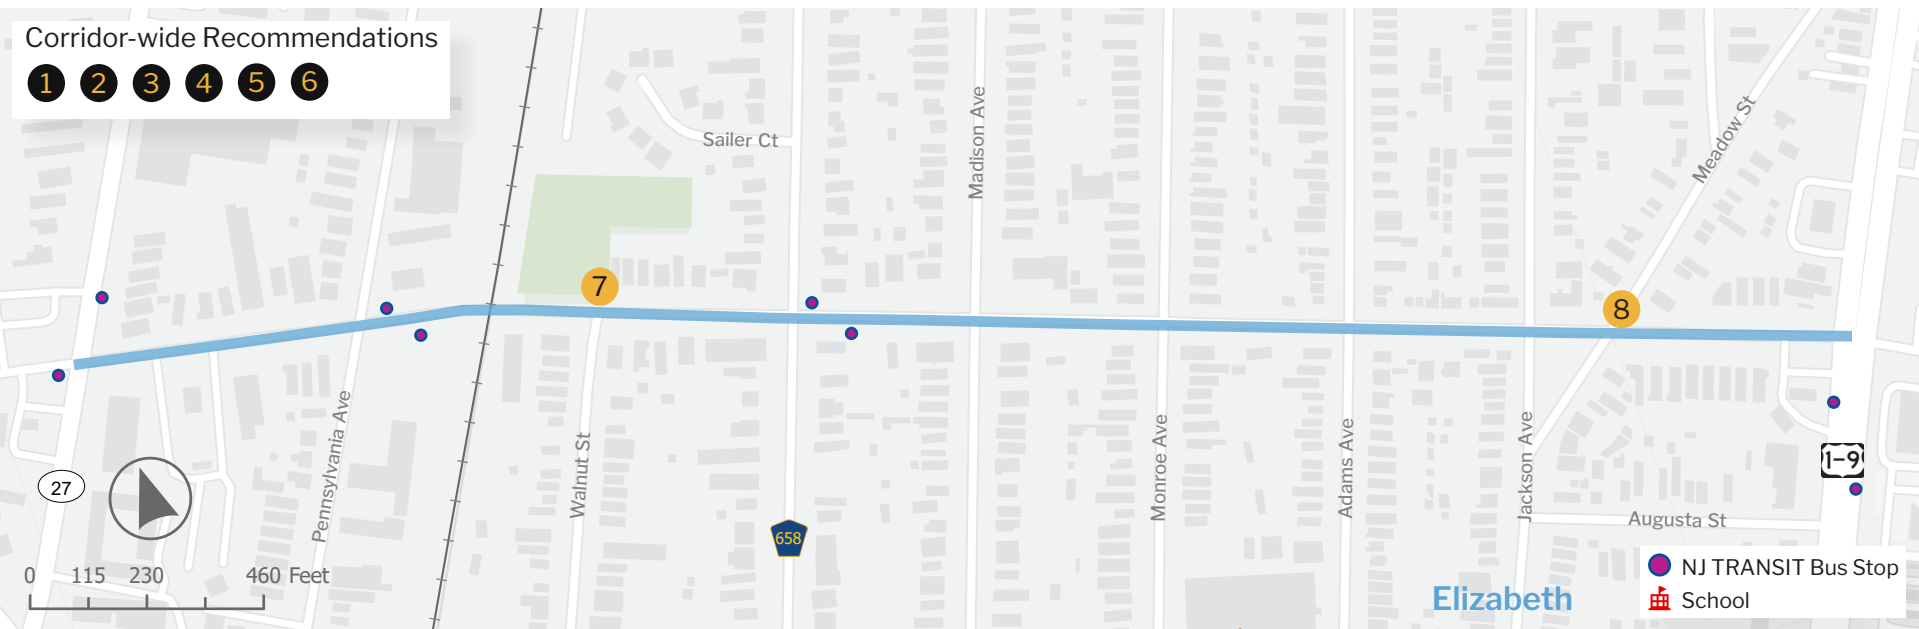 Corridor-wide Recommendations
1 2 3 4 5 6
Sailer Ct
Madison Ave
Meadow St
7
8
Pennsylvania Ave
Walnut St
Monroe Ave
Adams Ave
Jackson Ave
1-9
27
658
Augusta St
0 115 230 460 Feet
Elizabeth
NJ TRANSIT Bus Stop
School